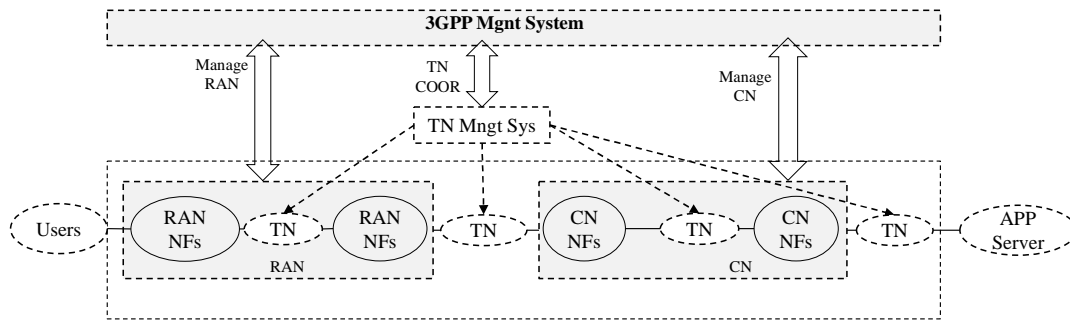 3GPP Mgnt System
Manage
RAN
TN
COOR
Manage
CN
TN Mngt Sys
Users
RAN
NFs
TN
RAN
NFs
TN
CN
NFs
TN
CN
NFs
TN
APP
Server
RAN
CN